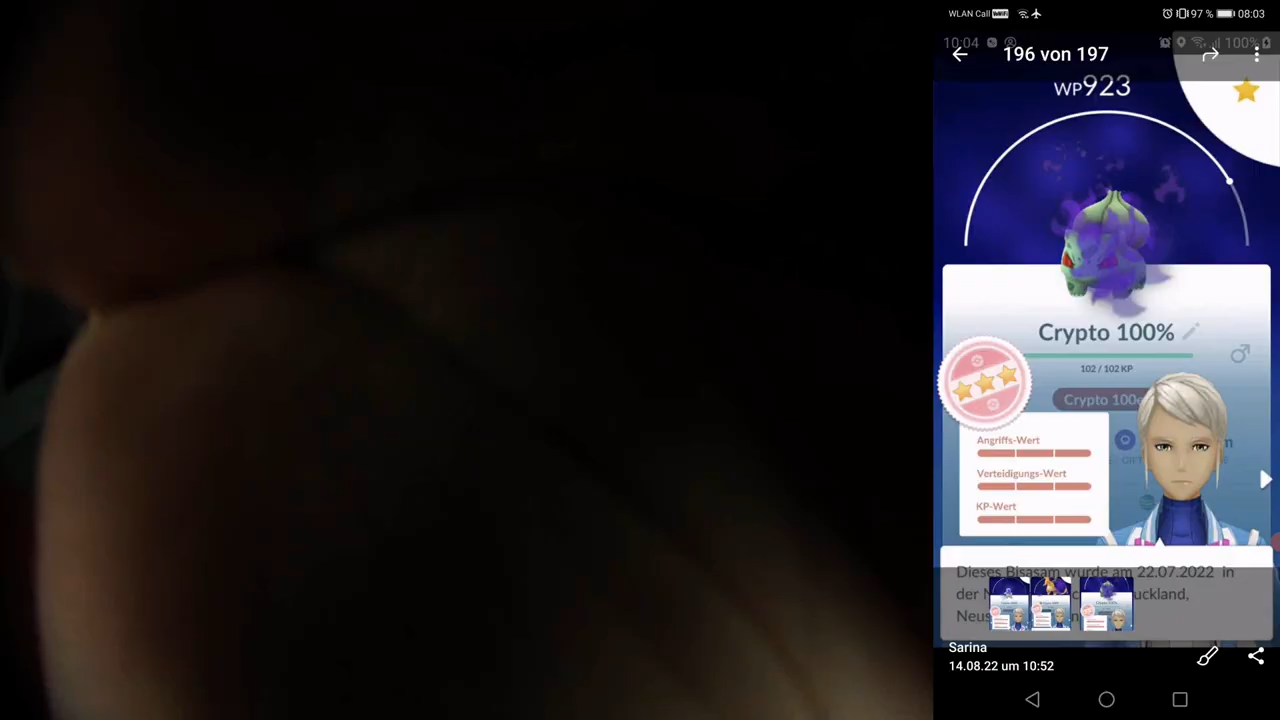 WLAN Call VoWiFi 97 % 08:03
10:04 100%
196 von 197
WP923
Crypto 100%
102 / 102 KP
Crypto 100
Angriffs-Wert
Verteidigungs-Wert
KP-Wert
Dieses Bisasam wurde am 22.07.2022 in
der
Sarina
14.08.22 um 10:52